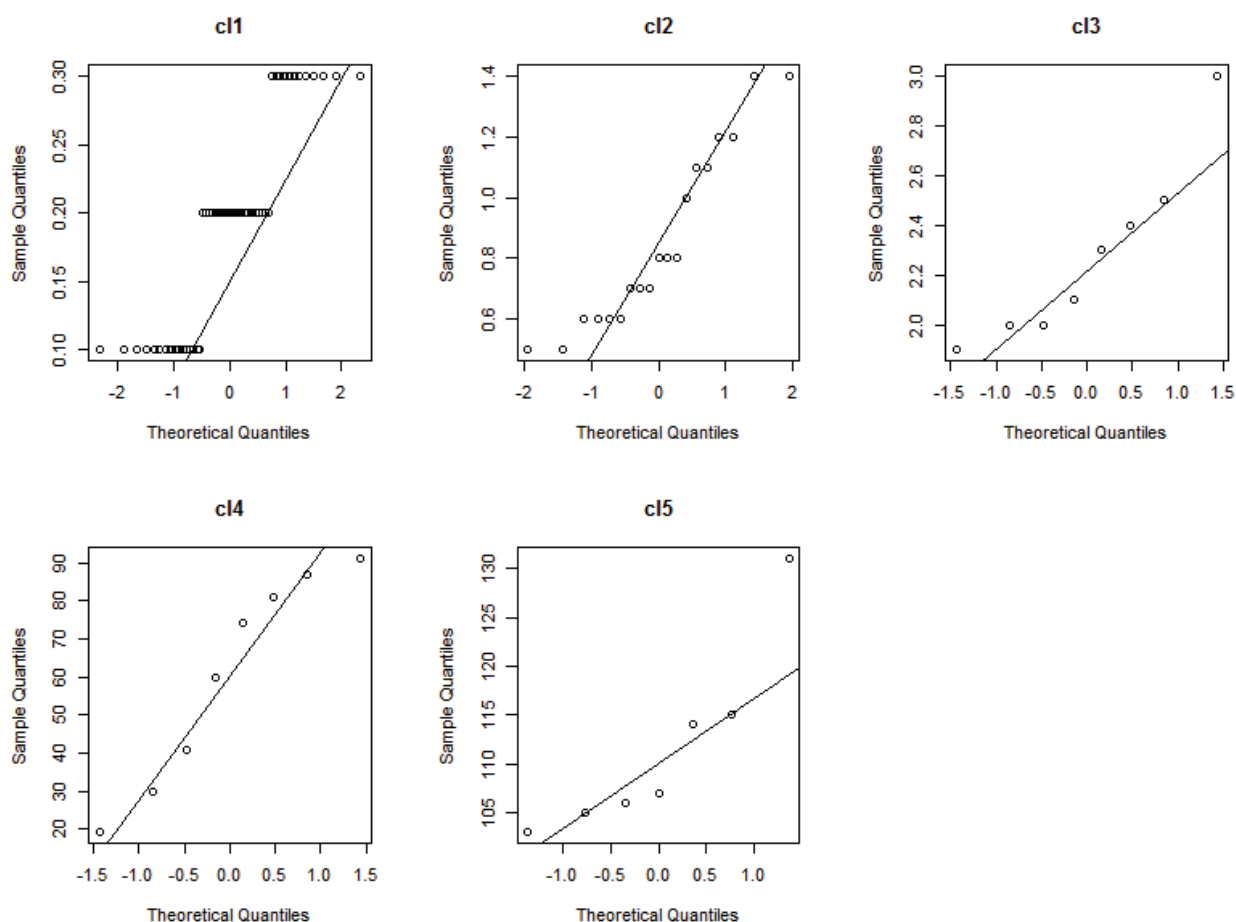 cl1
Sample Quantiles
0.10 0.15 0.20 0.25 0.30
-2 -1 0 1 2
Theoretical Quantiles
cl2
Sample Quantiles
0.6 0.8 1.0 1.2 1.4
-2 -1 0 1 2
Theoretical Quantiles
cl3
Sample Quantiles
2.0 2.2 2.4 2.6 2.8 3.0
-1.5 -1.0 -0.5 0.0 0.5 1.0 1.5
Theoretical Quantiles
cl4
Sample Quantiles
20 30 40 50 60 70 80 90
-1.5 -1.0 -0.5 0.0 0.5 1.0 1.5
Theoretical Quantiles
cl5
Sample Quantiles
105 110 115 120 125 130
-1.0 -0.5 0.0 0.5 1.0
Theoretical Quantiles